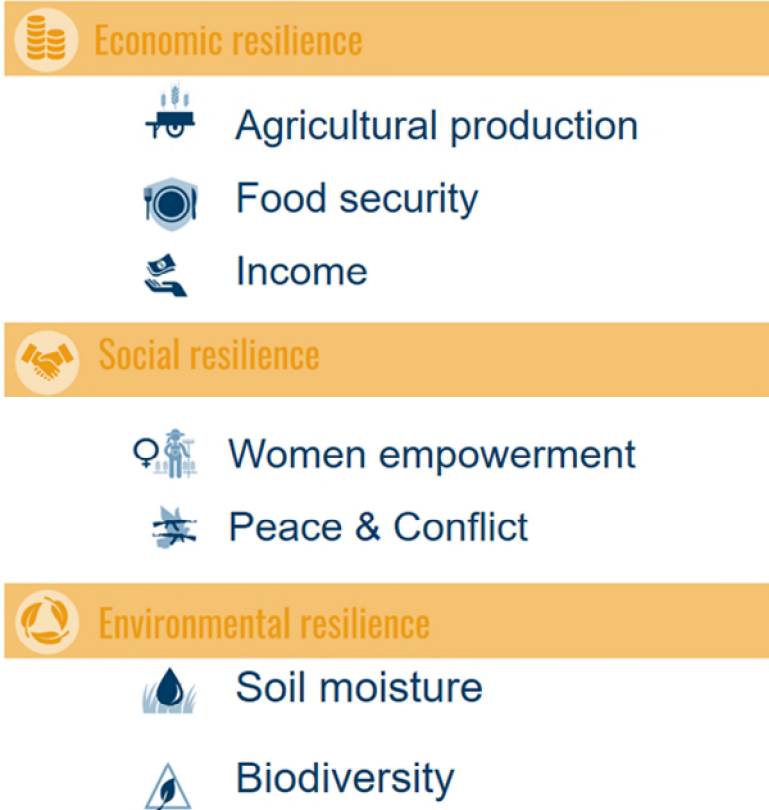 Economic resilience
Agricultural production
Food security
Income
Social resilience
Women empowerment
Peace & Conflict
Environmental resilience
Soil moisture
Biodiversity